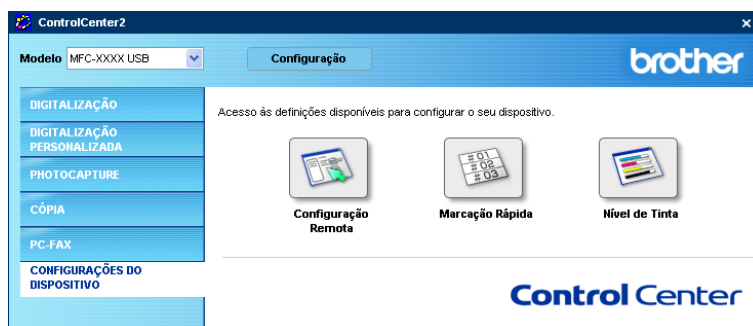 ControlCenter2
Modelo MFC-XXXX USB
Configuração
brother
DIGITALIZAÇÃO
DIGITALIZAÇÃO
PERSONALIZADA
PHOTOCAPTURE
CÓPIA
PC-FAX
CONFIGURAÇÕES DO
DISPOSITIVO
Acesso às definições disponíveis para configurar o seu dispositivo.
# 01
# 02
# 03
Configuração
Remota
Marcação Rápida
Nível de Tinta
Control Center